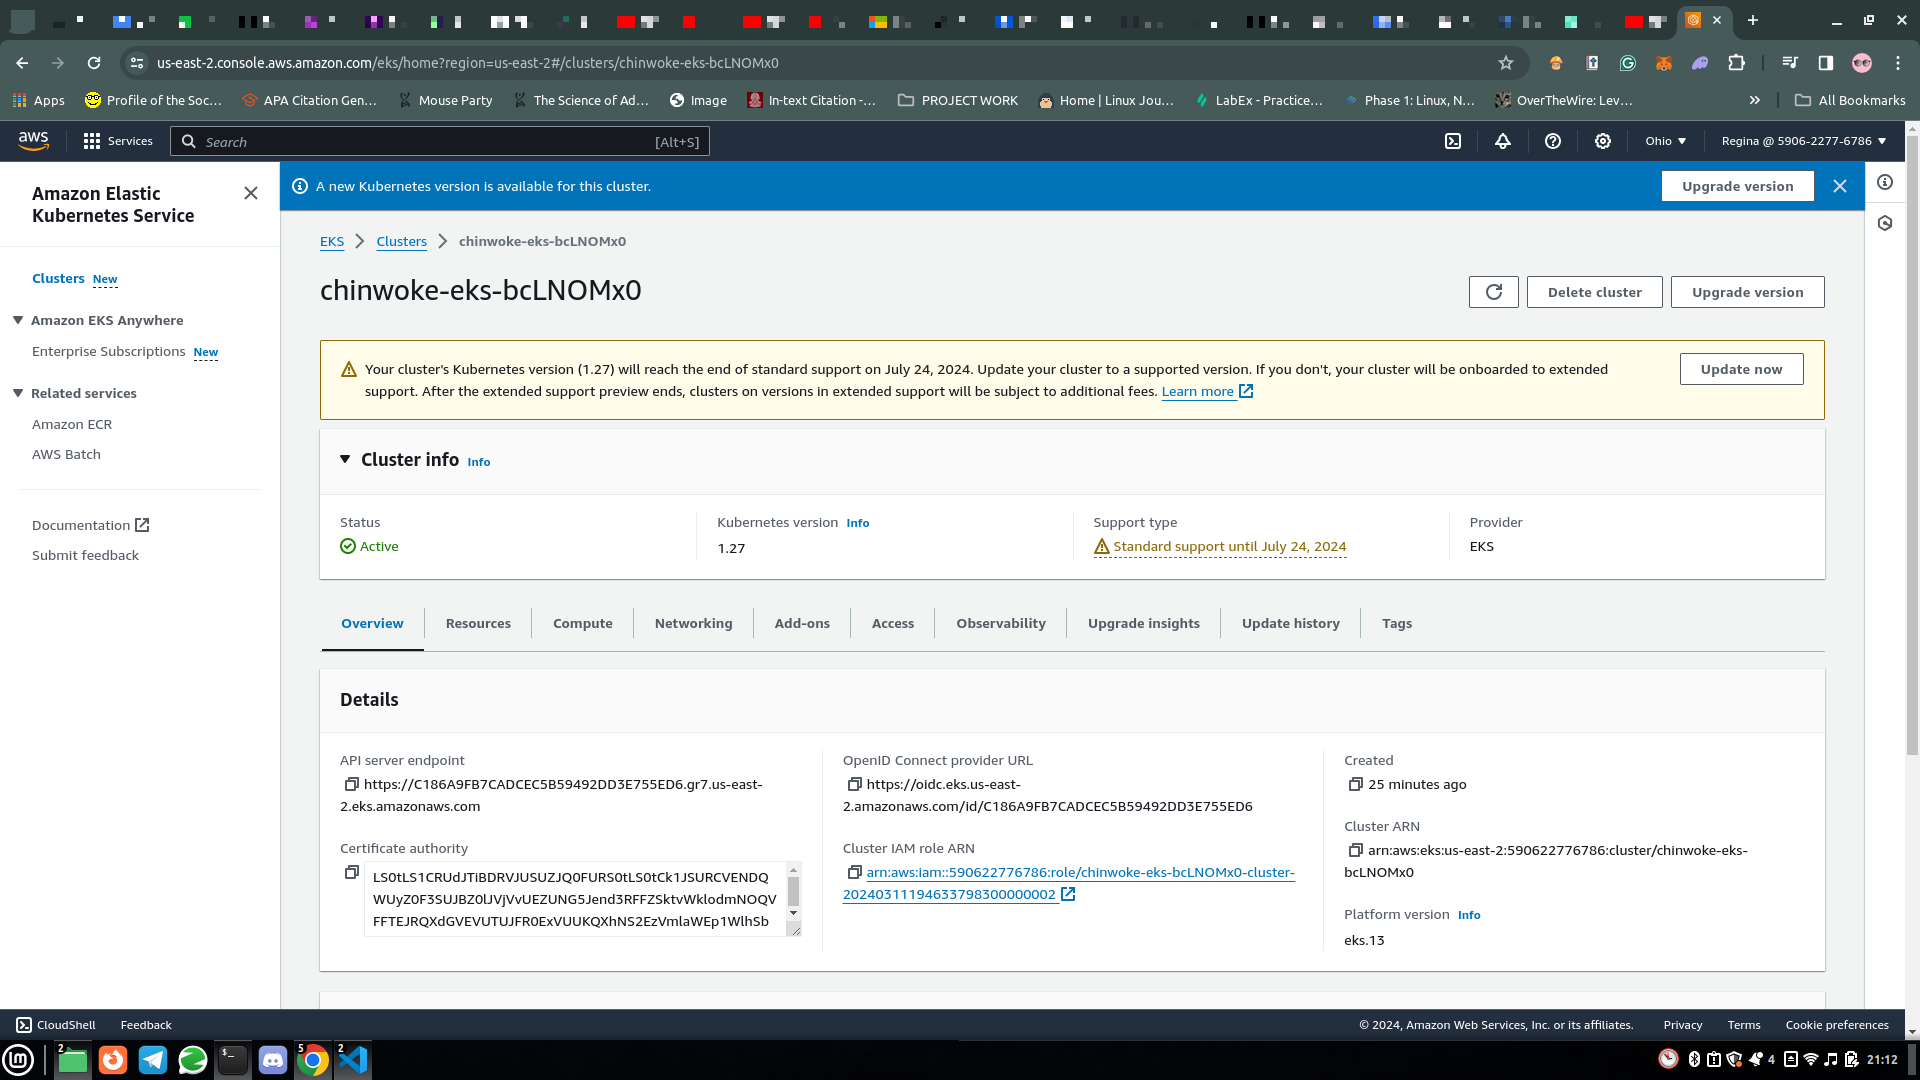 us-east-2.console.aws.amazon.com/eks/home?region=us-east-2#/clusters/chinwoke-eks-bcLNOMx0
Apps
Profile of the Soc...
APA Citation Gen...
Mouse Party
The Science of Ad...
Image
In-text Citation -...
PROJECT WORK
Home | Linux Jou...
LabEx - Practice...
Phase 1: Linux, N...
OverTheWire: Lev...
All Bookmarks
aws
Services
Search
[Alt+S]
Ohio
Regina @ 5906-2277-6786
Amazon Elastic
Kubernetes Service
Clusters New
Amazon EKS Anywhere
Enterprise Subscriptions New
Related services
Amazon ECR
AWS Batch
Documentation
Submit feedback
A new Kubernetes version is available for this cluster.
Upgrade version
EKS
Clusters
chinwoke-eks-bcLNOMx0
chinwoke-eks-bcLNOMx0
Delete cluster
Upgrade version
Your cluster's Kubernetes version (1.27) will reach the end of standard support on July 24, 2024. Update your cluster to a supported version. If you don't, your cluster will be onboarded to extended
support. After the extended support preview ends, clusters on versions in extended support will be subject to additional fees. Learn more
Update now
Cluster info Info
Status
Active
Kubernetes version Info
1.27
Support type
Standard support until July 24, 2024
Provider
EKS
Overview
Resources
Compute
Networking
Add-ons
Access
Observability
Upgrade insights
Update history
Tags
Details
API server endpoint
https://C186A9FB7CADCEC5B59492DD3E755ED6.gr7.us-east-
2.eks.amazonaws.com
Certificate authority
LS0tLS1CRUdJTiBDRVJUSUZJQ0FURS0tLS0tCk1JSURCVENDQ
WUyZ0F3SUJBZ0lJVjVvUEZUNG5Jend3RFFZSktvWklodmNOQV
FFTEJRQXdGVEVUTUJFR0ExVUUKQXhNS2EzVmlaWEp1WlhSb
OpenID Connect provider URL
https://oidc.eks.us-east-
2.amazonaws.com/id/C186A9FB7CADCEC5B59492DD3E755ED6
Cluster IAM role ARN
arn:aws:iam::590622776786:role/chinwoke-eks-bcLNOMx0-cluster-
20240311194633798300000002
Created
25 minutes ago
Cluster ARN
arn:aws:eks:us-east-2:590622776786:cluster/chinwoke-eks-
bcLNOMx0
Platform version Info
eks.13
CloudShell
Feedback
© 2024, Amazon Web Services, Inc. or its affiliates.
Privacy
Terms
Cookie preferences
2
5
2
4
21:12